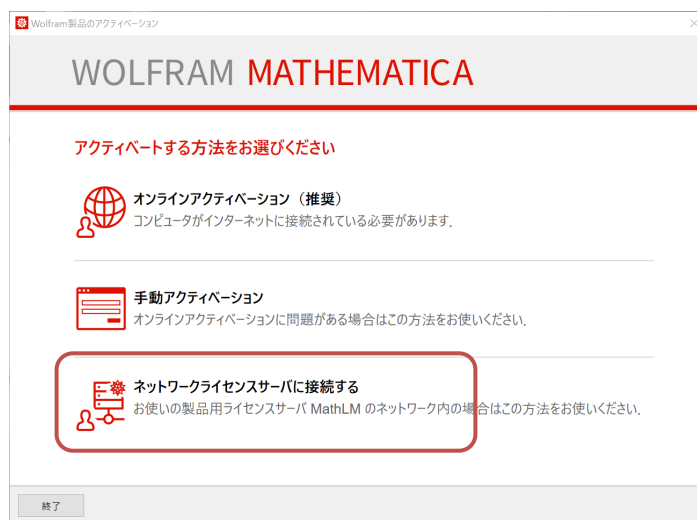 Wolfram製品のアクティベーション
WOLFRAM MATHEMATICA
アクティベートする方法をお選びください
オンラインアクティベーション（推奨）
コンピュータがインターネットに接続されている必要があります.
手動アクティベーション
オンラインアクティベーションに問題がある場合はこの方法をお使いください.
ネットワークライセンスサーバに接続する
お使いの製品用ライセンスサーバ MathLM のネットワーク内の場合はこの方法をお使いください.
終了